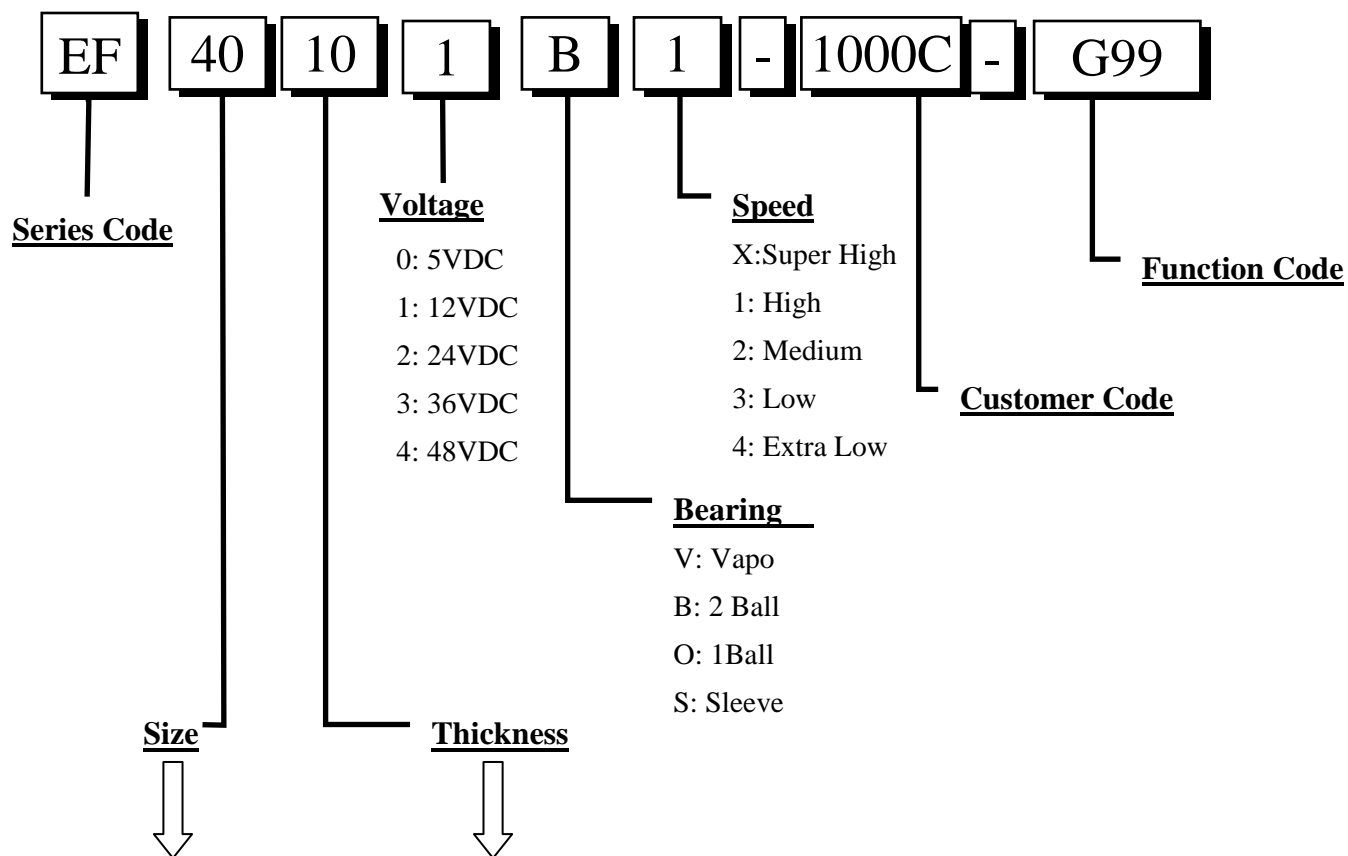 EF 40 10 1 B 1 - 1000C - G99
Series Code
Voltage
0: 5VDC
1: 12VDC
2: 24VDC
3: 36VDC
4: 48VDC
Speed
X:Super High
1: High
2: Medium
3: Low
4: Extra Low
Function Code
Customer Code
Bearing
V: Vapo
B: 2 Ball
O: 1Ball
S: Sleeve
Size
Thickness